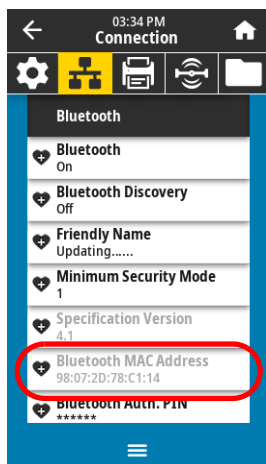 03:34 PM
Connection
Bluetooth
Bluetooth
On
Bluetooth Discovery
Off
Friendly Name
Updating......
Minimum Security Mode
1
Specification Version
4.1
Bluetooth MAC Address
98:07:2D:78:C1:14
Bluetooth Auth. PIN
******